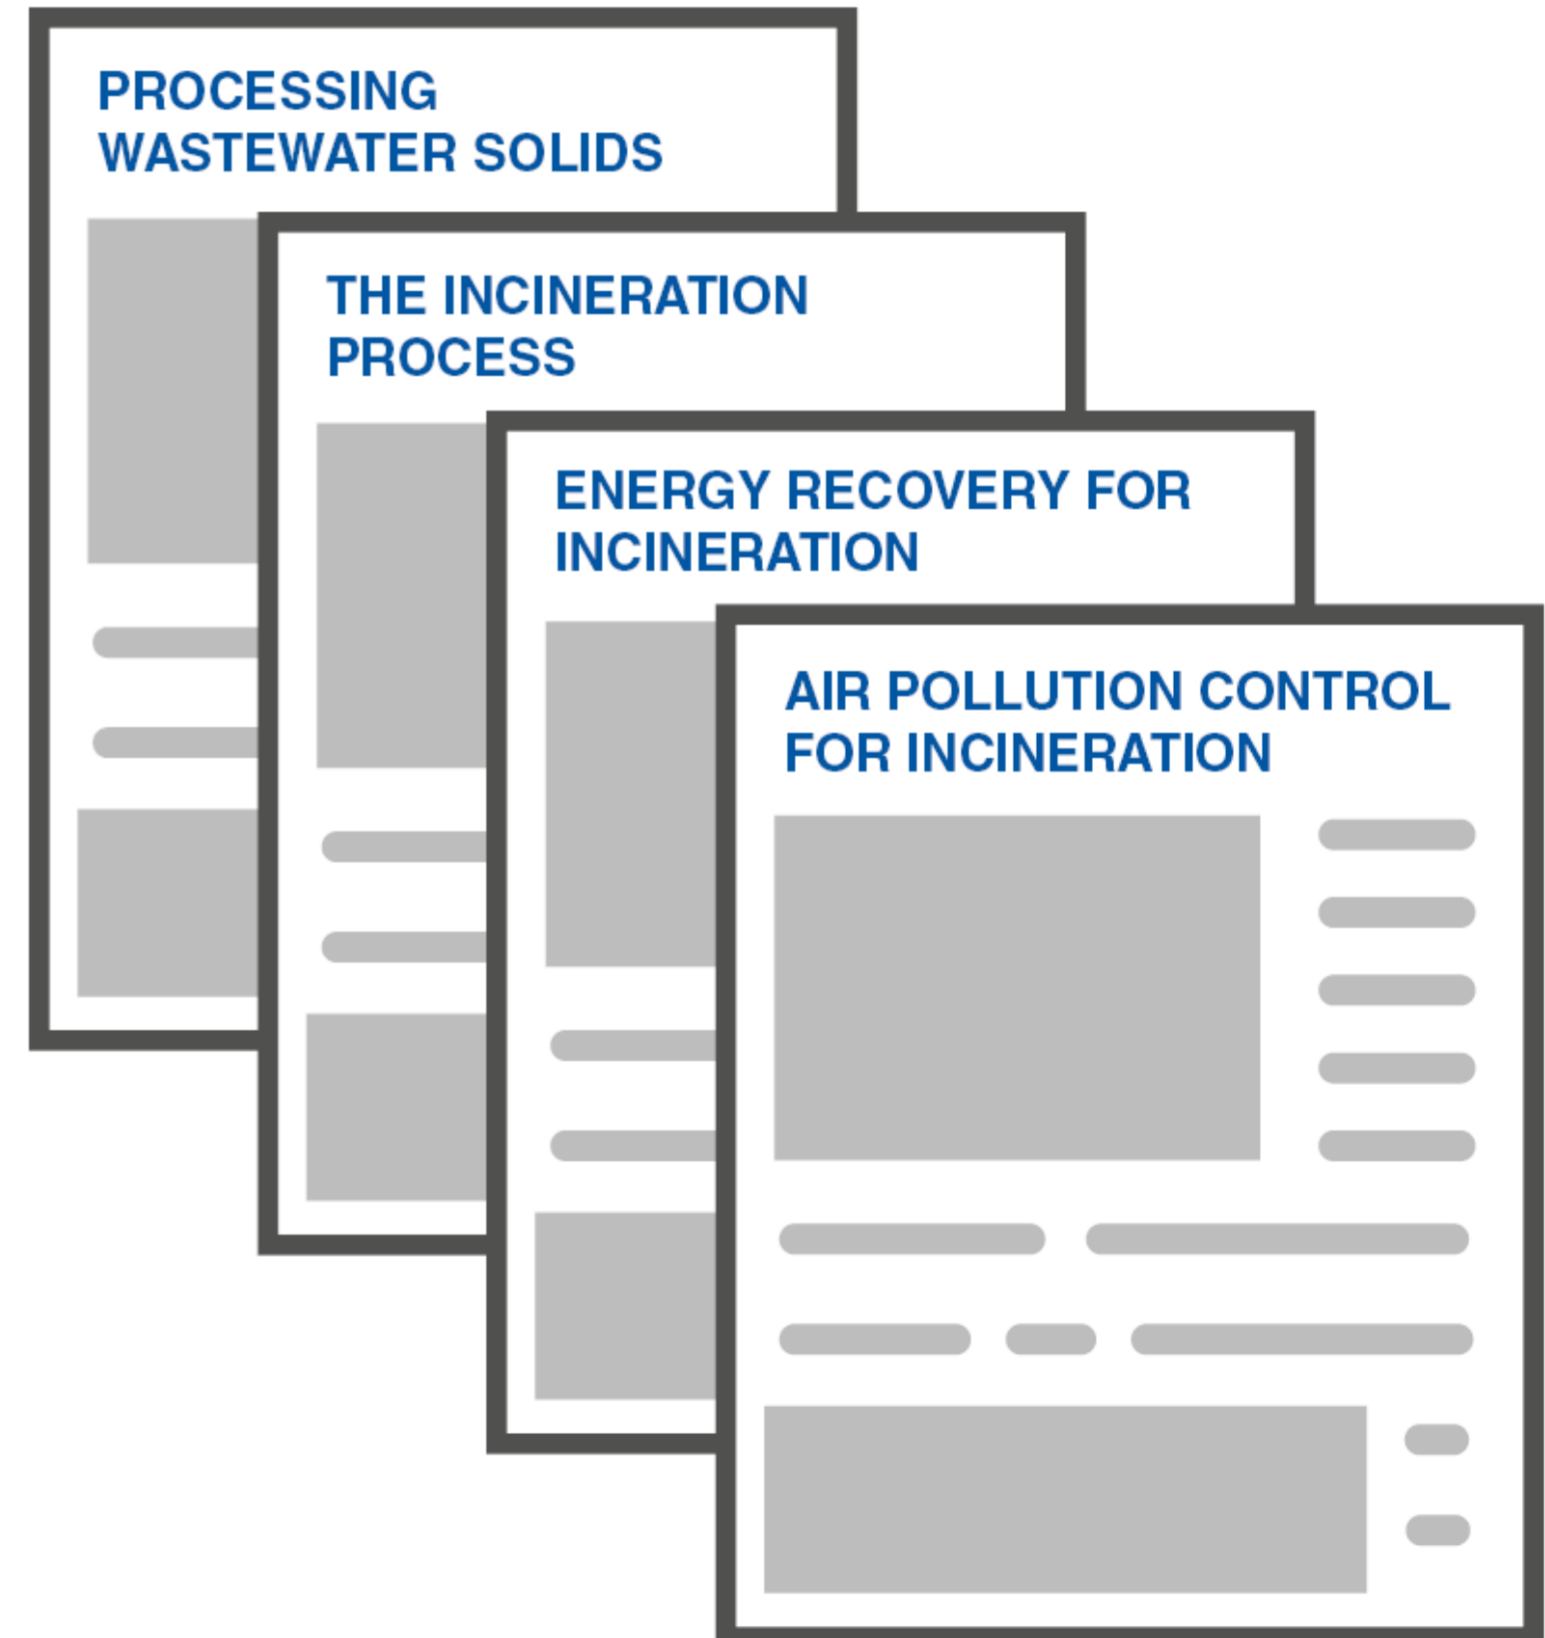 PROCESSING
WASTEWATER SOLIDS
THE INCINERATION
PROCESS
ENERGY RECOVERY FOR
INCINERATION
AIR POLLUTION CONTROL
FOR INCINERATION